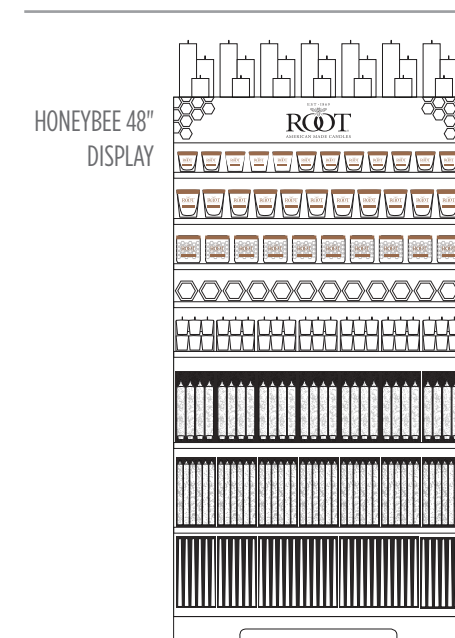 HONEYBEE 48"
DISPLAY
EST·1869
ROOT
AMERICAN MADE CANDLES